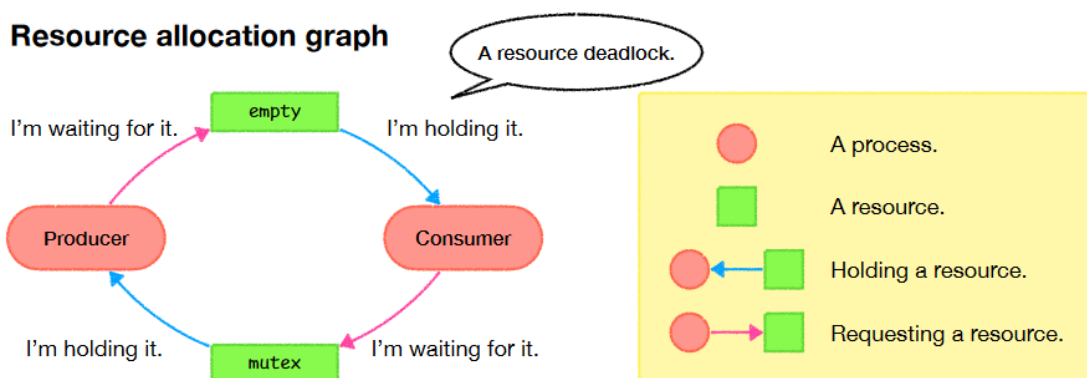 Resource allocation graph
A resource deadlock.
empty
I'm waiting for it.
I'm holding it.
Producer
Consumer
I'm holding it.
I'm waiting for it.
mutex
A process.
A resource.
Holding a resource.
Requesting a resource.